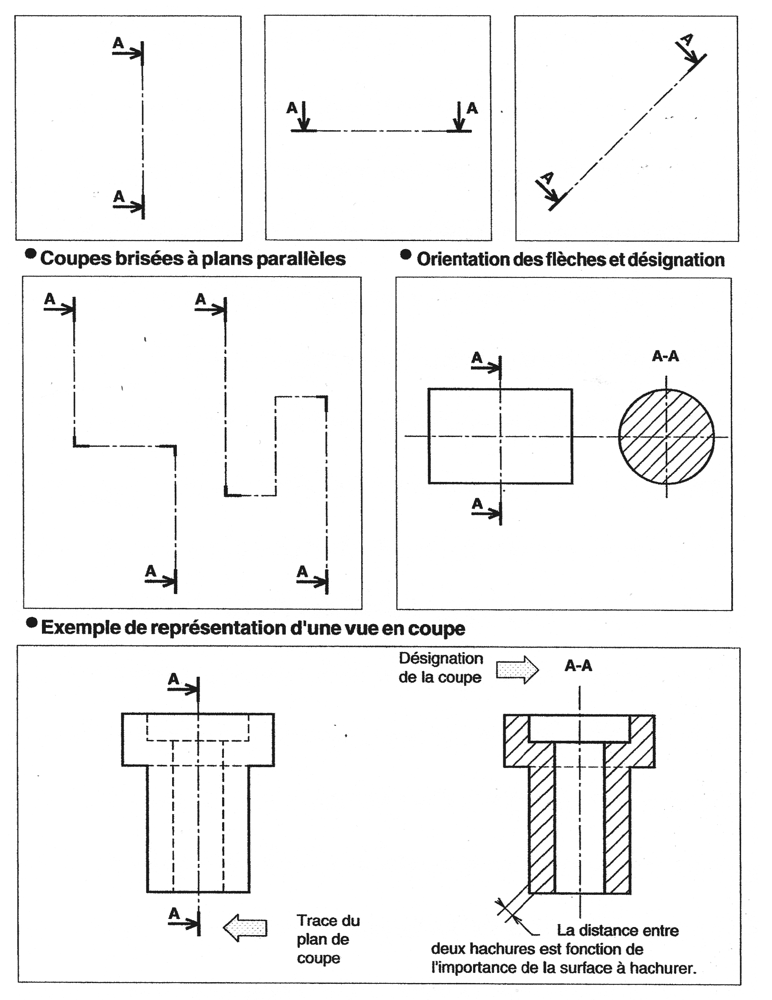 A
A
A
A
A
A
● Coupes brisées à plans parallèles
● Orientation des flèches et désignation
A
A
A
A
A
A-A
A
● Exemple de représentation d'une vue en coupe
Désignation
de la coupe
A-A
A
A
Trace du
plan de
coupe
La distance entre
deux hachures est fonction de
l'importance de la surface à hachurer.